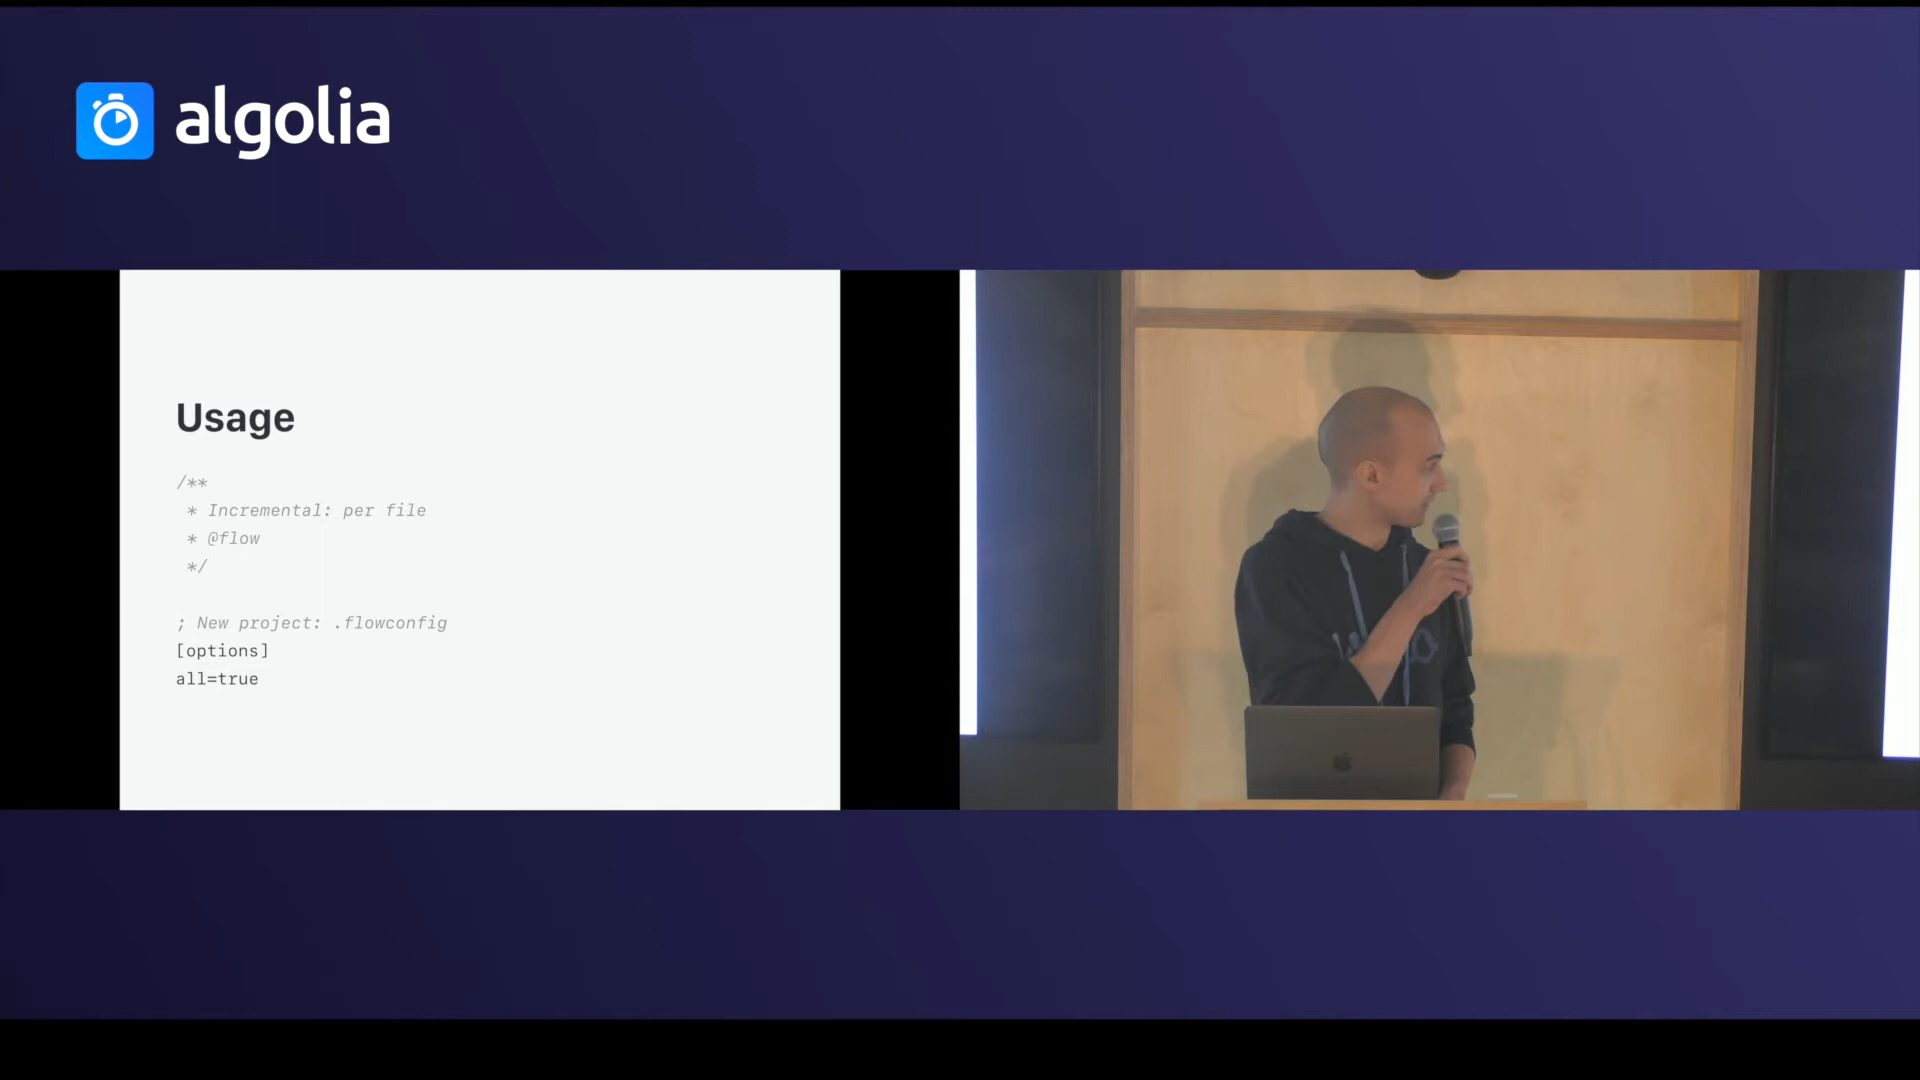 algolia
Usage
/**
* Incremental: per file
* @flow
*/
; New project: .flowconfig
[options]
all=true